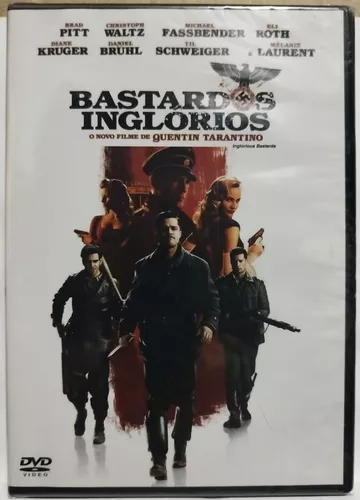 BRAD PITT CHRISTOPH WALTZ MICHAEL FASSBENDER ELI ROTH
DIANE KRUGER DANIEL BRÜHL TIL SCHWEIGER MÉLANIE LAURENT
BASTARDOS
INGLÓRIOS
O NOVO FILME DE QUENTIN TARANTINO
Inglórious Basterds
DVD
VIDEO